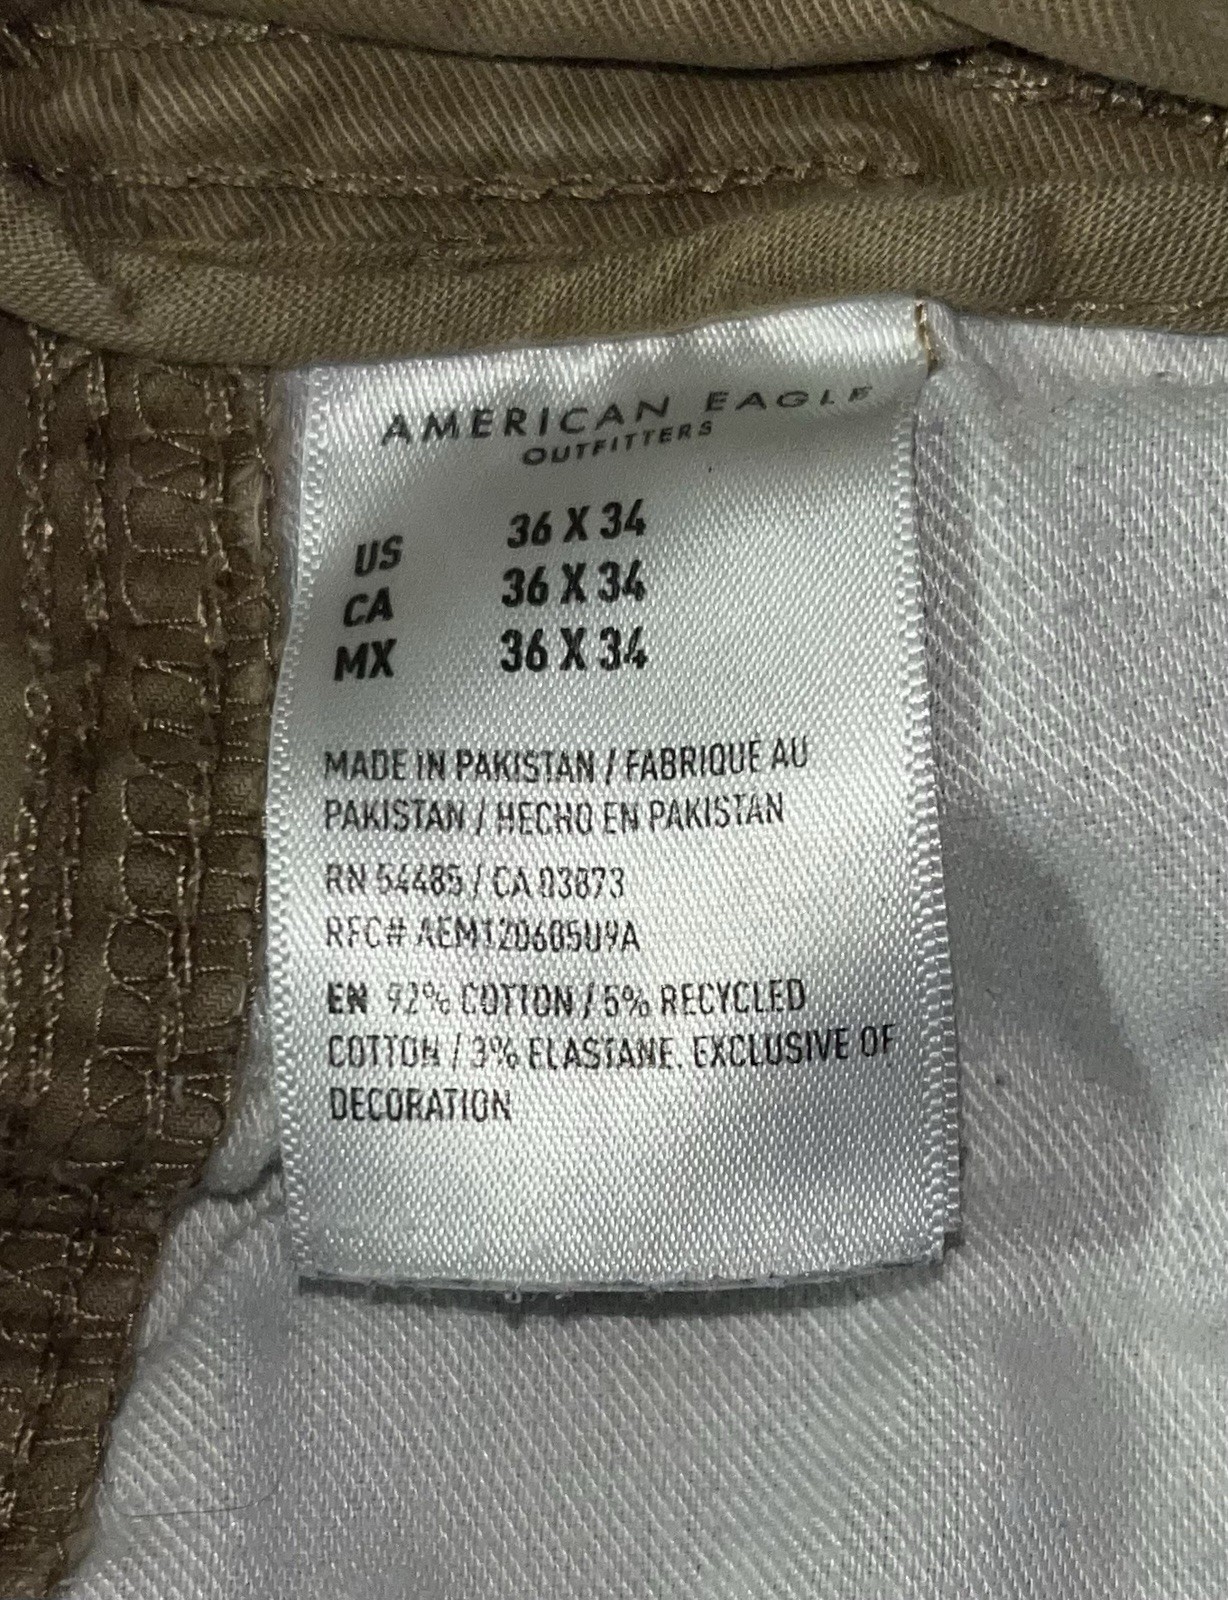 AMERICAN EAGLE
OUTFITTERS
US 36 X 34
CA 36 X 34
MX 36 X 34
MADE IN PAKISTAN / FABRIQUE AU
PAKISTAN / HECHO EN PAKISTAN
RN 54485 / CA 03873
RFC# AEM120605U9A
EN 92% COTTON / 5% RECYCLED
COTTON / 3% ELASTANE. EXCLUSIVE OF
DECORATION